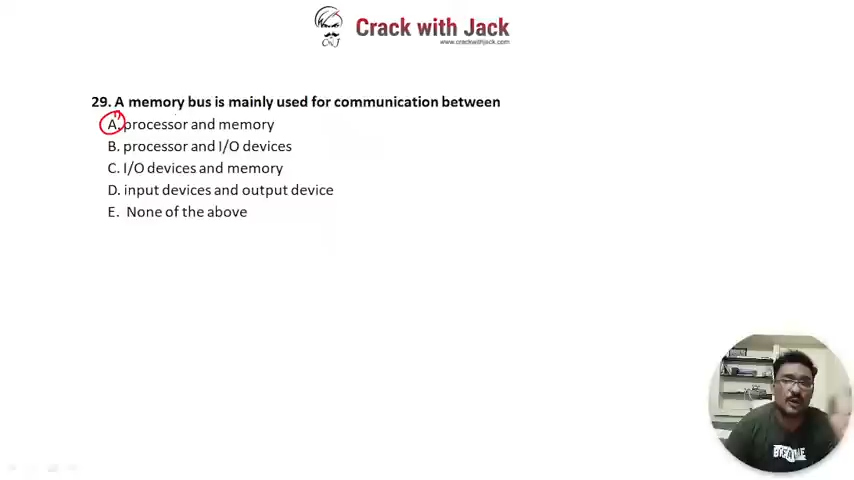 Crack with Jack
www.crackwithjack.com
29. A memory bus is mainly used for communication between
A. processor and memory
B. processor and I/O devices
C. I/O devices and memory
D. input devices and output device
E. None of the above